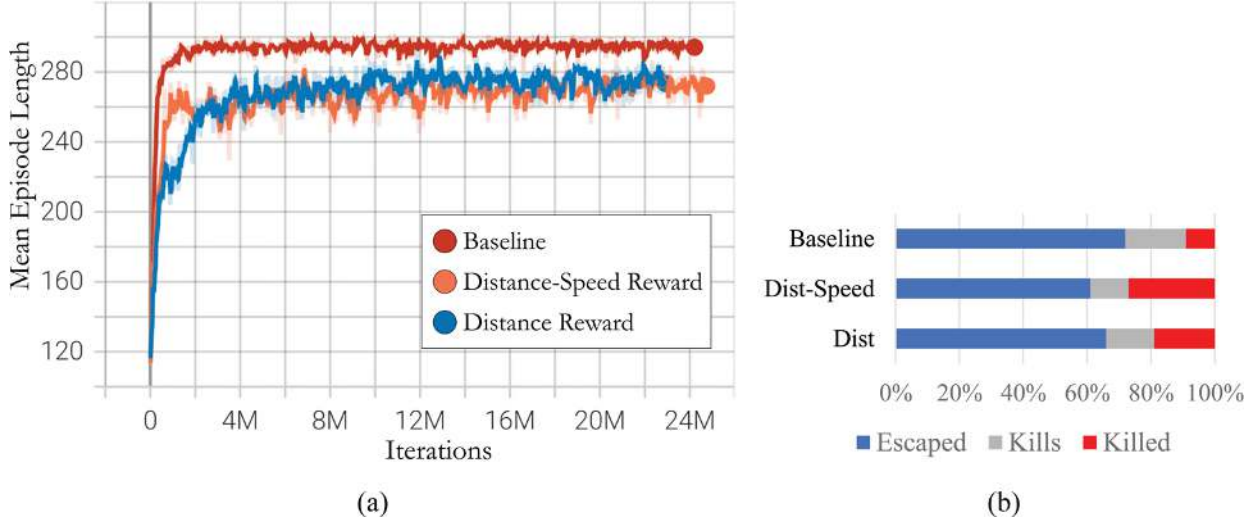 Mean Episode Length
280
240
200
160
120
0
4M
8M
12M
16M
20M
24M
Iterations
Baseline
Distance-Speed Reward
Distance Reward
(a)
Baseline
Dist-Speed
Dist
0% 20% 40% 60% 80% 100%
Escaped Kills Killed
(b)